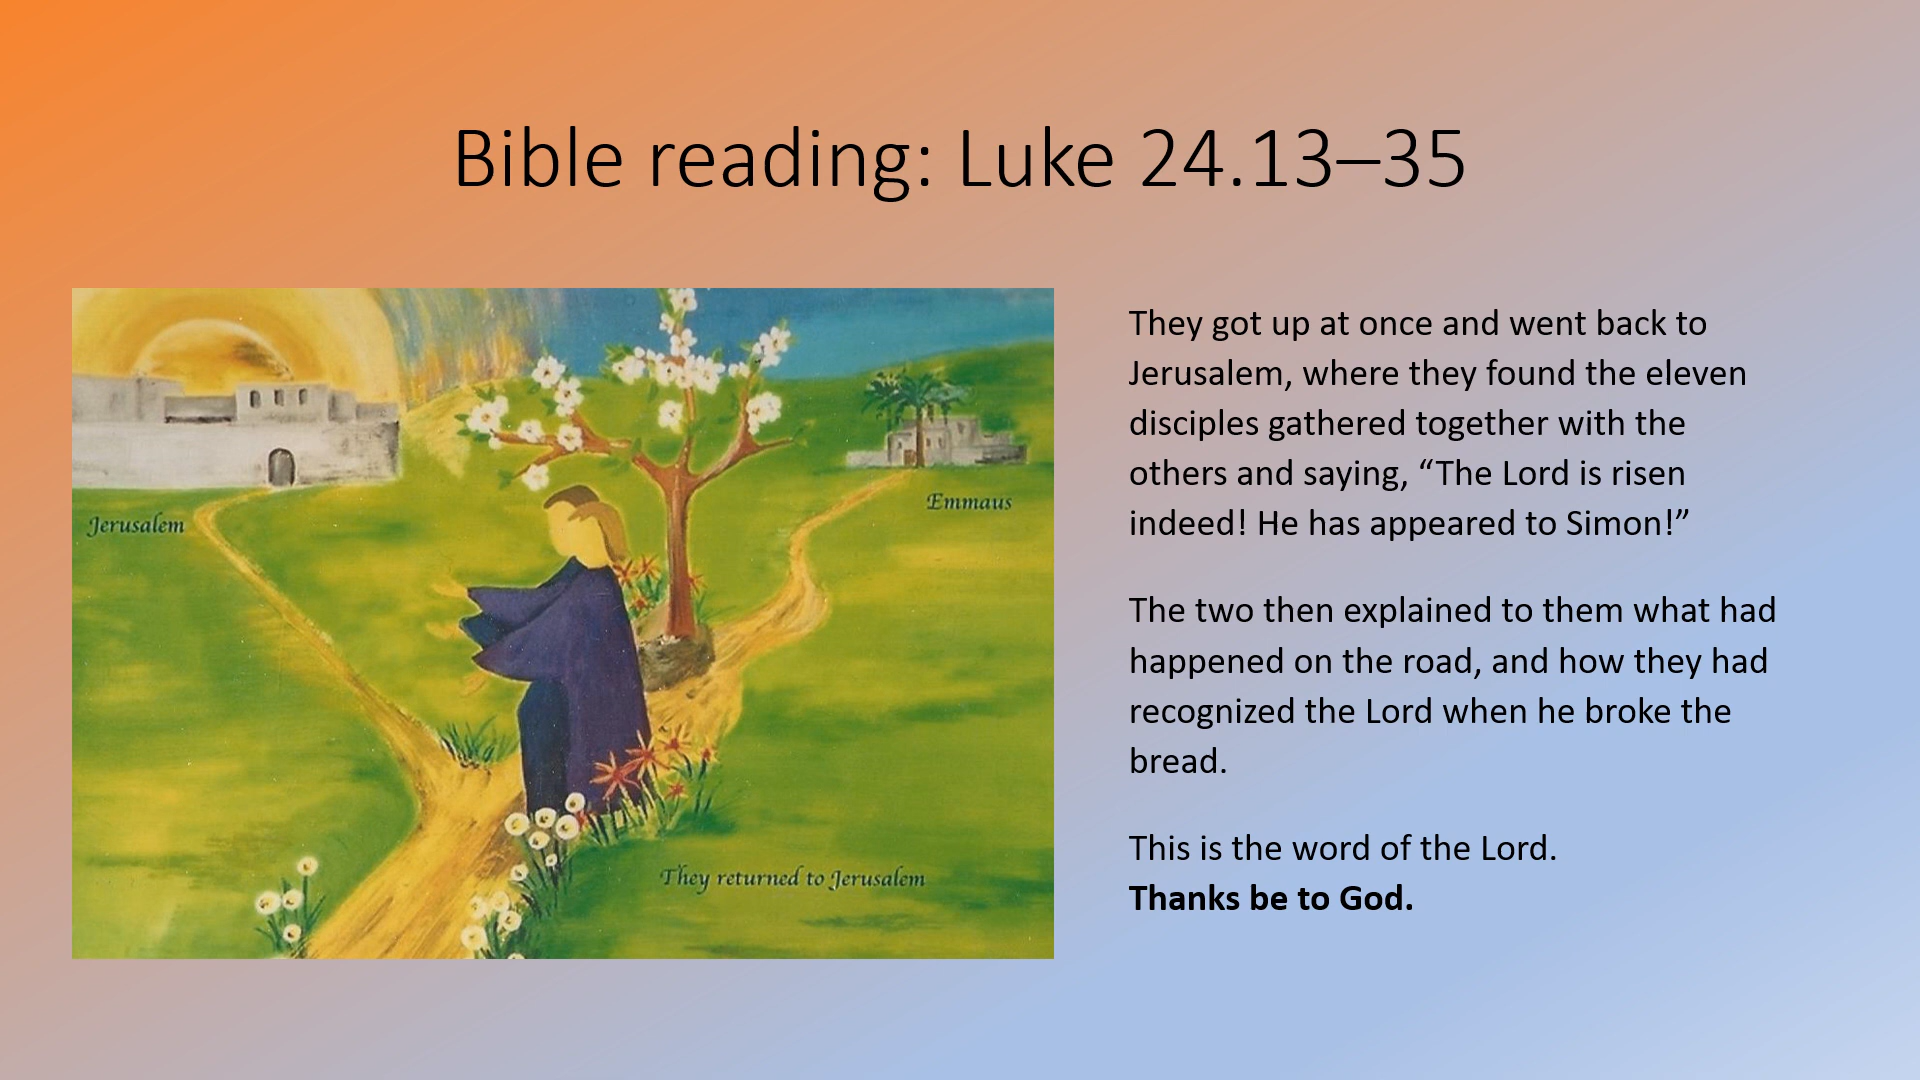 Bible reading: Luke 24.13–35
Jerusalem
Emmaus
They returned to Jerusalem
They got up at once and went back to
Jerusalem, where they found the eleven
disciples gathered together with the
others and saying, “The Lord is risen
indeed! He has appeared to Simon!”
The two then explained to them what had
happened on the road, and how they had
recognized the Lord when he broke the
bread.
This is the word of the Lord.
Thanks be to God.